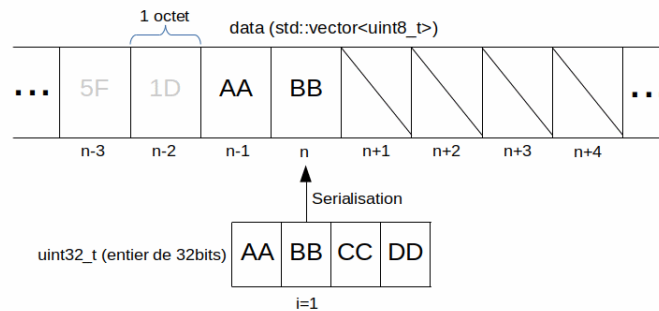 1 octet
data (std::vector<uint8_t>)
... 5F 1D AA BB ...
n-3 n-2 n-1 n n+1 n+2 n+3 n+4
Serialisation
uint32_t (entier de 32bits) AA BB CC DD
i=1